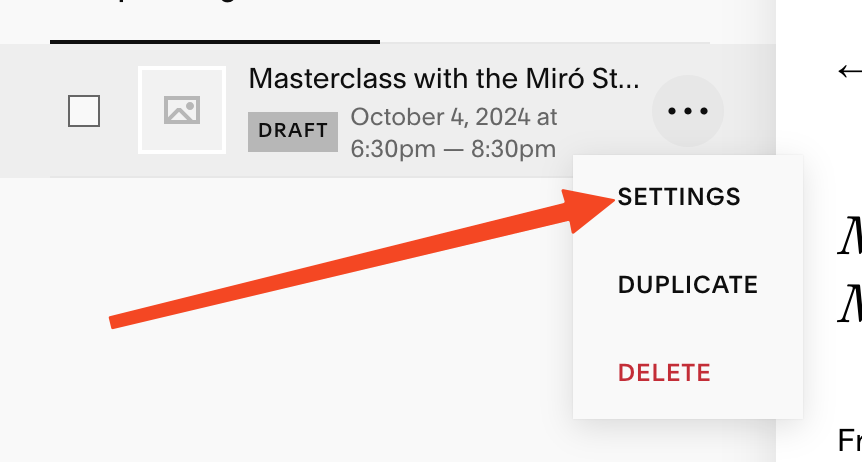 Masterclass with the Miró St...
DRAFT
October 4, 2024 at
6:30pm — 8:30pm
SETTINGS
DUPLICATE
DELETE
Fr